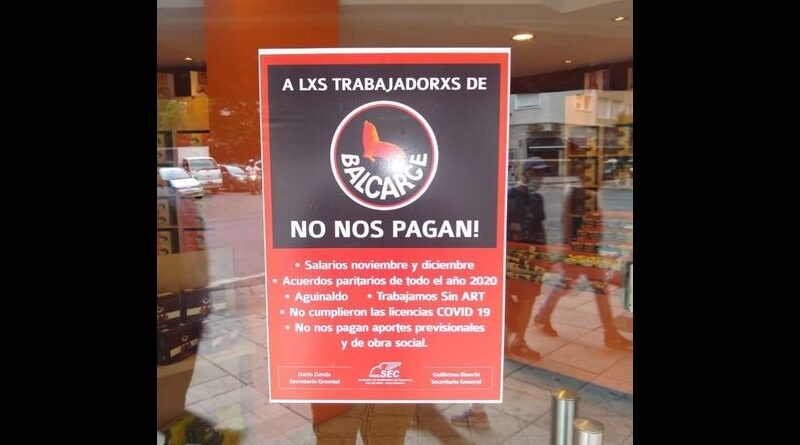 A LXS TRABAJADORXS DE
BALCARCE
NO NOS PAGAN!
• Salarios noviembre y diciembre
• Acuerdos paritarios de todo el año 2020
• Aguinaldo • Trabajamos Sin ART
• No cumplieron las licencias COVID 19
• No nos pagan aportes previsionales
y de obra social.
SEC
Secretario Gremial
Guillermo Bianchi
Secretario General